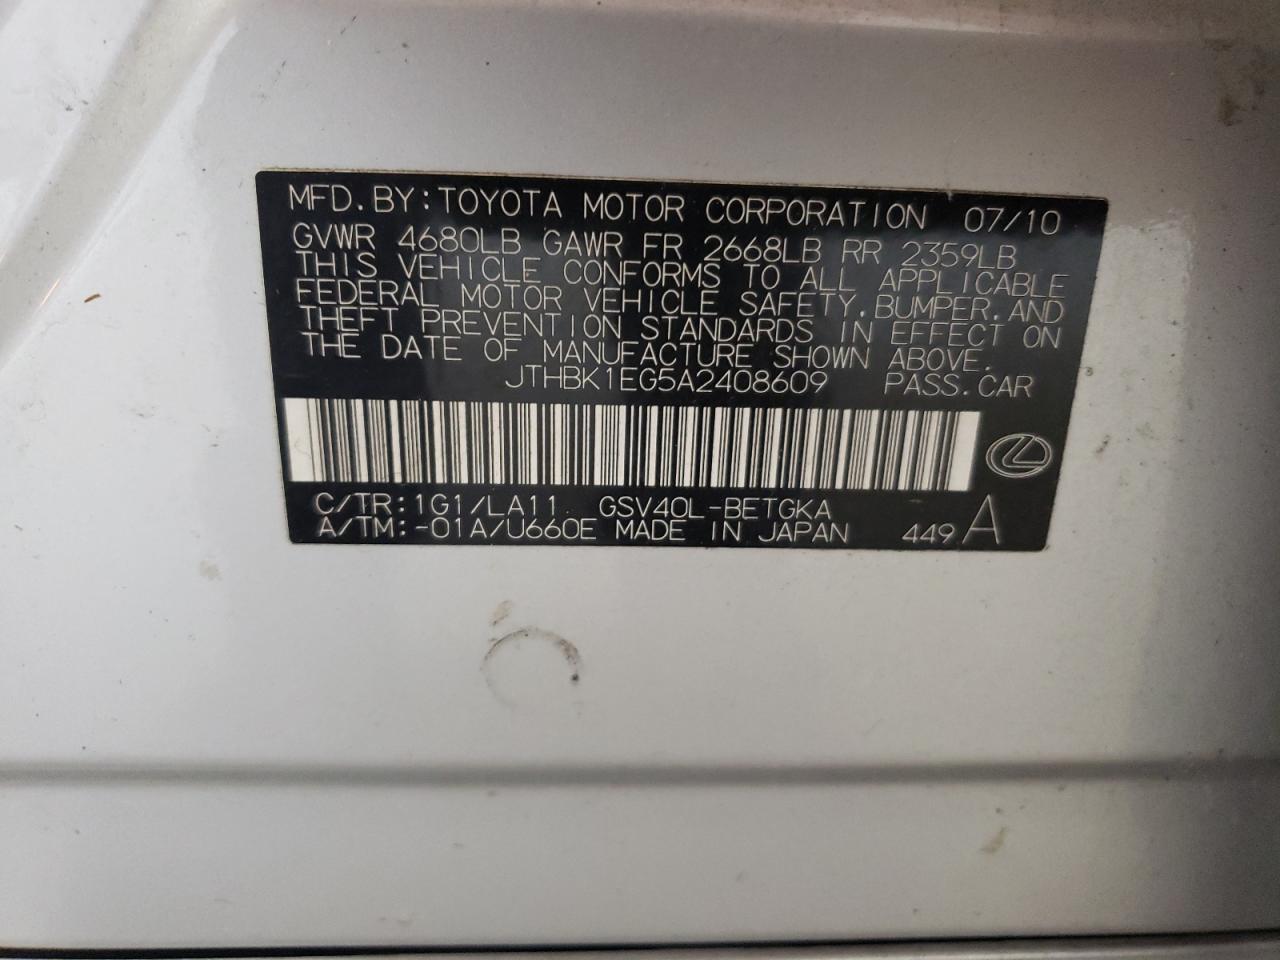 MFD. BY: TOYOTA MOTOR CORPORATION 07/10
GVWR 4680LB GAWR FR 2668LB RR 2359LB
THIS VEHICLE CONFORMS TO ALL APPLICABLE
FEDERAL MOTOR VEHICLE SAFETY, BUMPER, AND
THEFT PREVENTION STANDARDS IN EFFECT ON
THE DATE OF MANUFACTURE SHOWN ABOVE.
JTHBK1EG5A2408609 PASS. CAR
C/TR: 1G1/LA11 GSV40L-BETGKA
A/TM: -01A/U660E MADE IN JAPAN 449 A